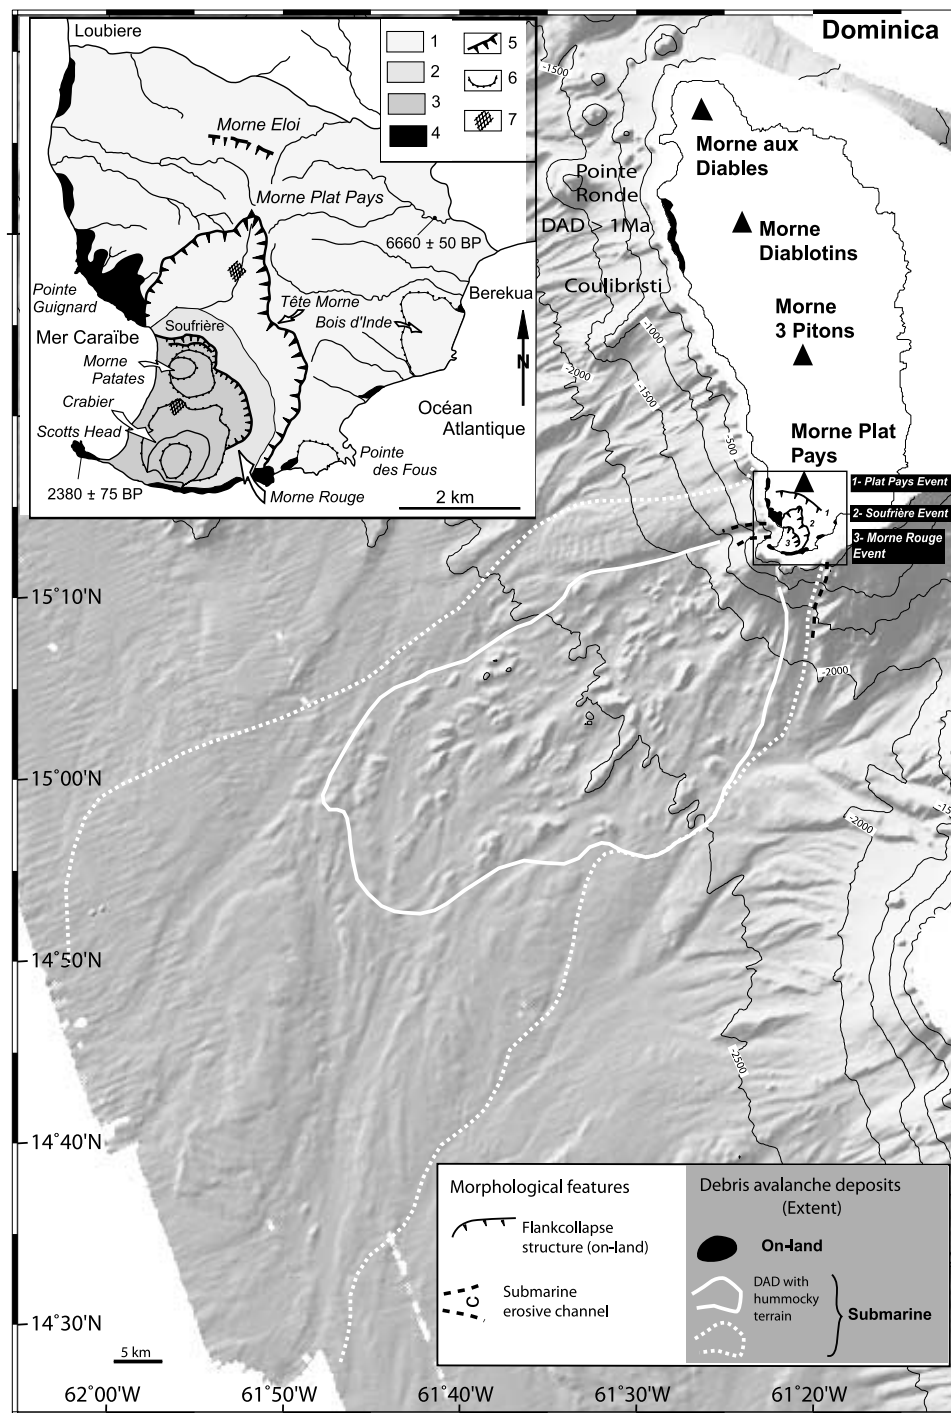 Dominica
Loubiere
1
2
3
4
5
6
7
Morne Eloi
Morne Plat Pays
6660 ± 50 BP
Pointe
Guignard
Tête Morne
Berekua
Bois d'Inde
Mer Caraïbe
Soufrière
N
Morne
Patates
Crabier
Scotts Head
Océan
Atlantique
Pointe
des Fous
2380 ± 75 BP
Morne Rouge
2 km
-1500
Morne aux
Diables
Pointe
Ronde
DAD > 1Ma
Morne
Diablotins
Coulibristi
Morne
3 Pitons
-1000
-2000
-1500
-500
Morne Plat
Pays
1- Plat Pays Event
2- Soufrière Event
3- Morne Rouge
Event
1
2
3
-2000
-2000
-2500
15°10'N
15°00'N
14°50'N
14°40'N
14°30'N
Morphological features
Flankcollapse
structure (on-land)
C
Submarine
erosive channel
Debris avalanche deposits
(Extent)
On-land
DAD with
hummocky
terrain
Submarine
5 km
62°00'W
61°50'W
61°40'W
61°30'W
61°20'W